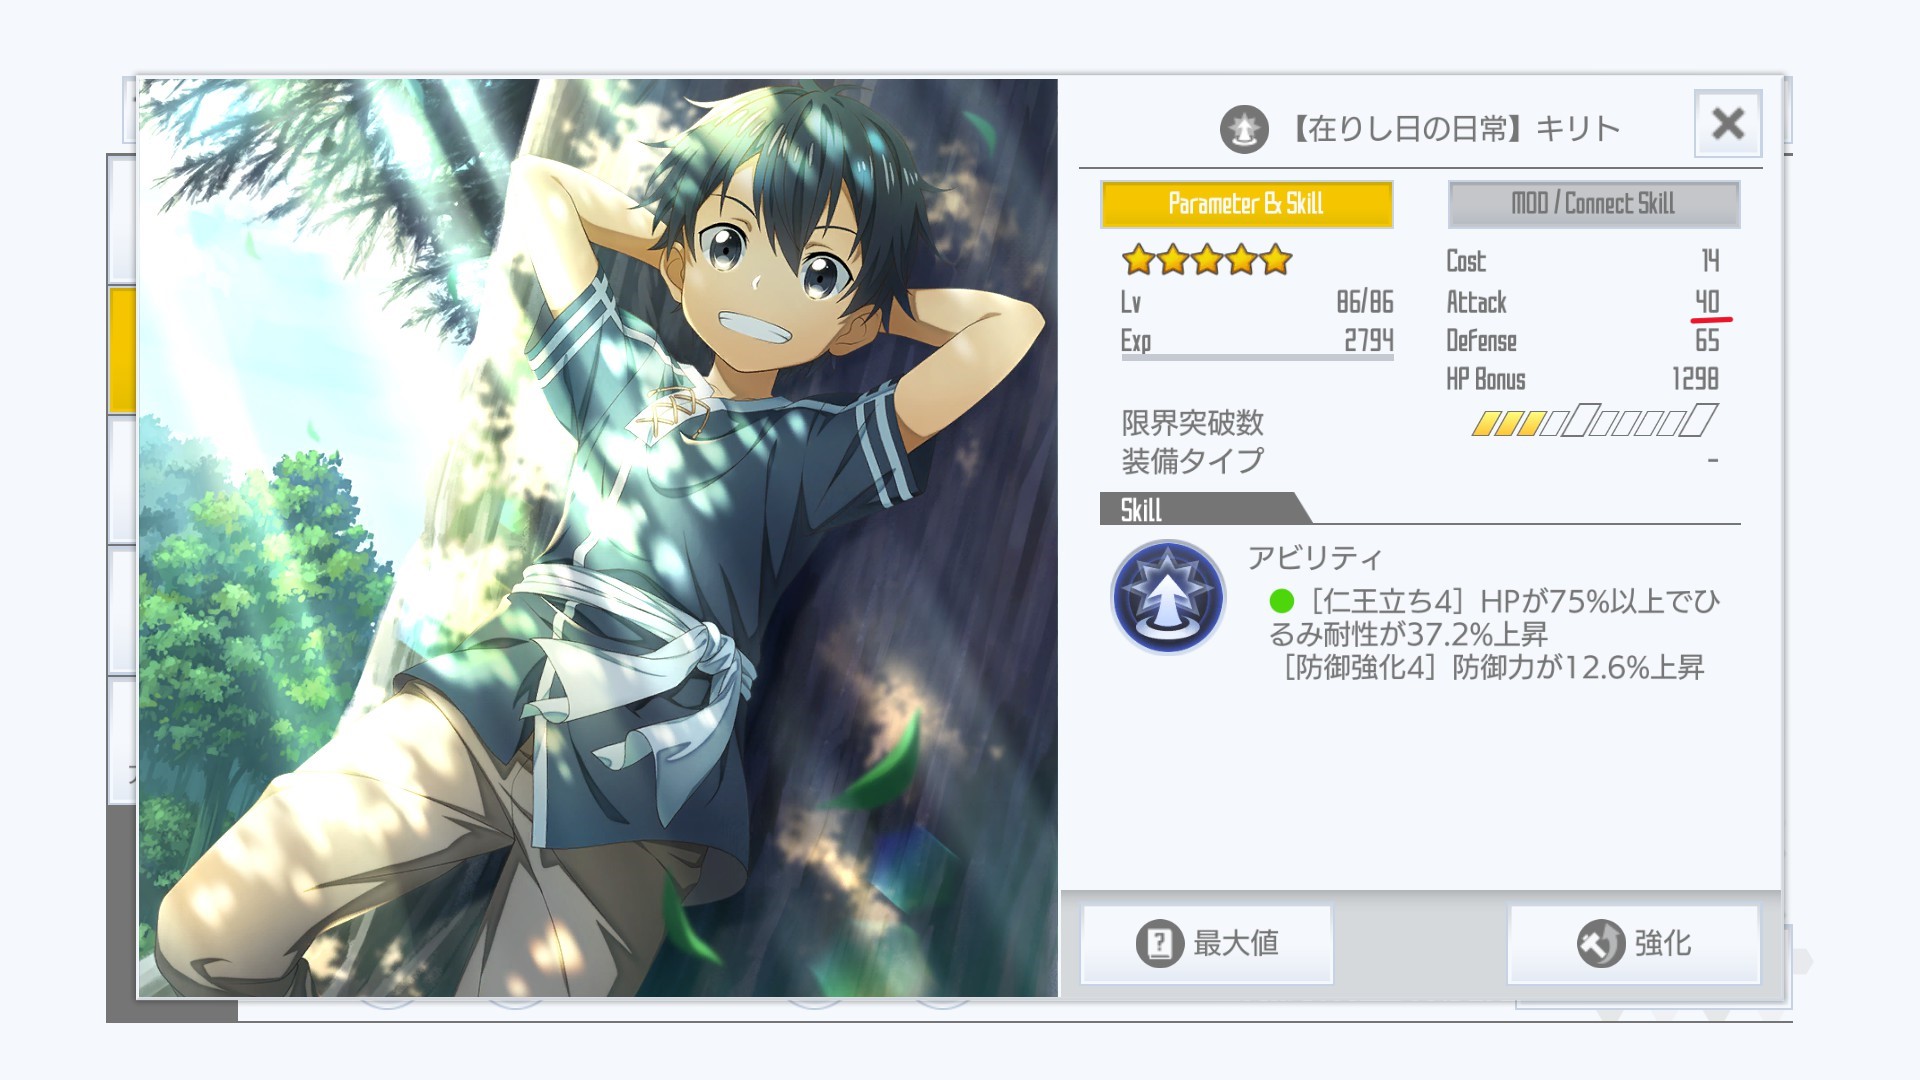 【在りし日の日常】キリト
Parameter & Skill
MOD / Connect Skill
Cost 14
Lv 86/86
Attack 40
Exp 2794
Defense 65
HP Bonus 1298
限界突破数
装備タイプ -
Skill
アビリティ
［仁王立ち4］HPが75%以上でひ
るみ耐性が37.2%上昇
［防御強化4］防御力が12.6%上昇
? 最大値
強化